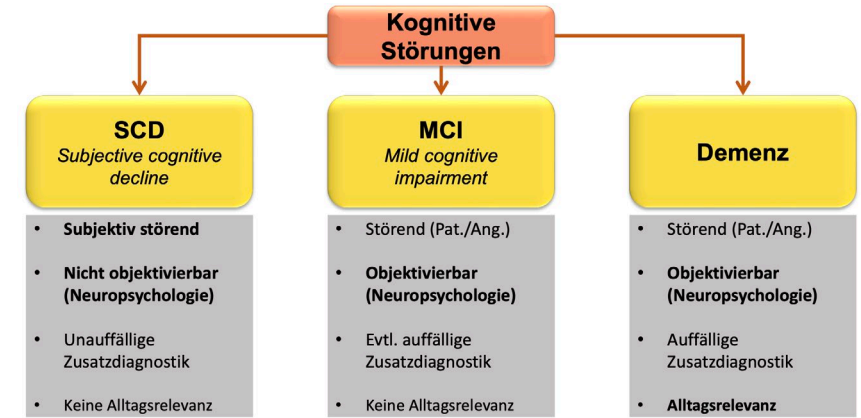 Kognitive
Störungen
SCD
Subjective cognitive
decline
• Subjektiv störend
• Nicht objektivierbar
(Neuropsychologie)
• Unauffällige
Zusatzdiagnostik
• Keine Alltagsrelevanz
MCI
Mild cognitive
impairment
• Störend (Pat./Ang.)
• Objektivierbar
(Neuropsychologie)
• Evtl. auffällige
Zusatzdiagnostik
• Keine Alltagsrelevanz
Demenz
• Störend (Pat./Ang.)
• Objektivierbar
(Neuropsychologie)
• Auffällige
Zusatzdiagnostik
• Alltagsrelevanz